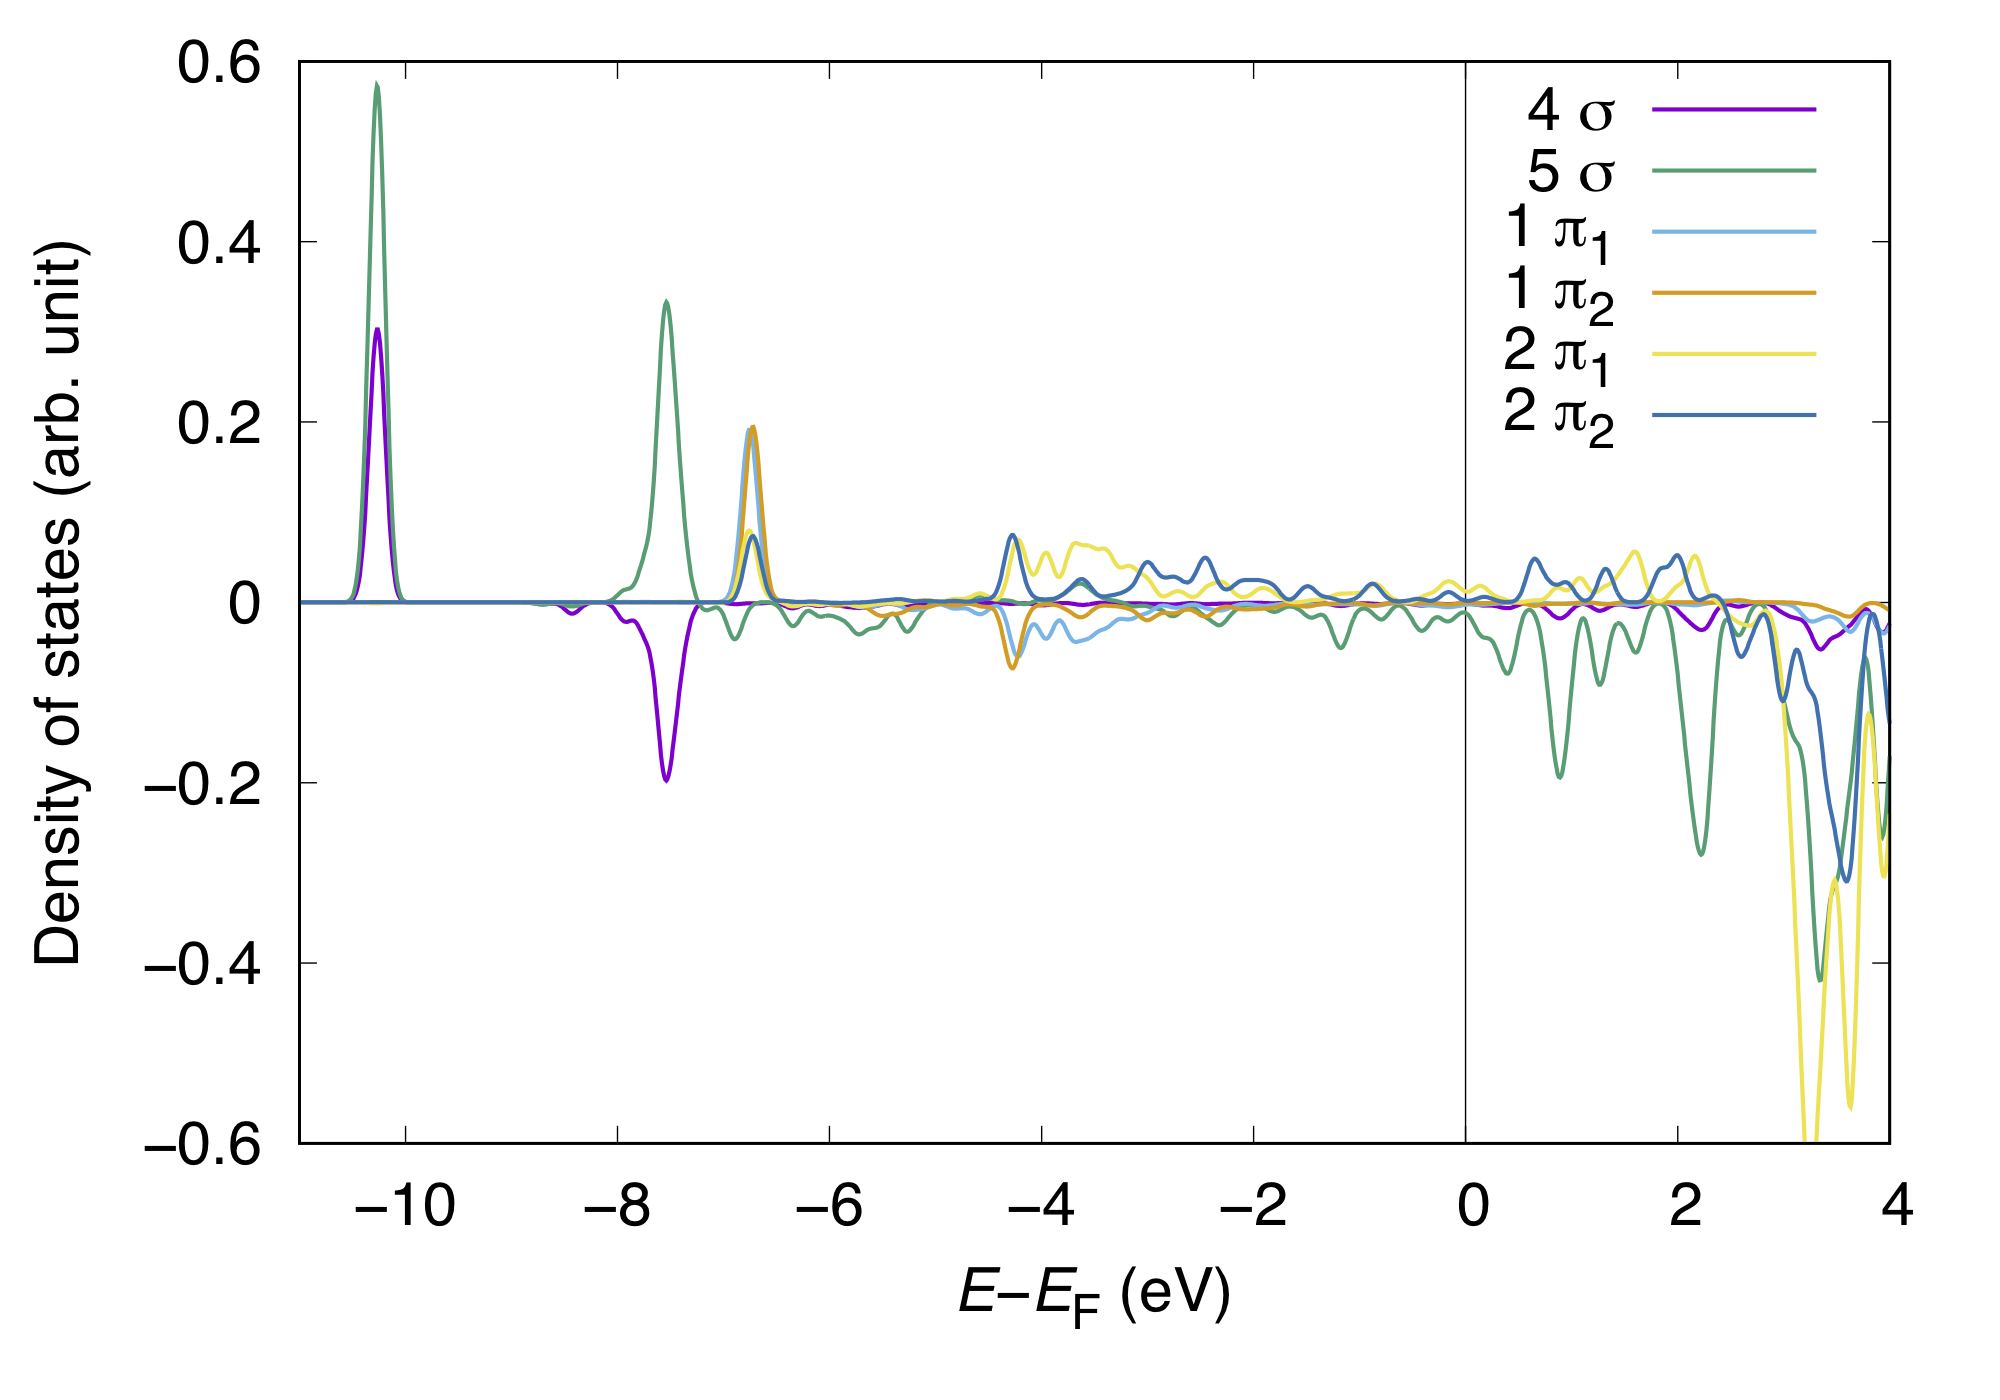 0.6
0.4
0.2
0
−0.2
−0.4
−0.6
Density of states (arb. unit)
4 σ
5 σ
1 π1
1 π2
2 π1
2 π2
−10 −8 −6 −4 −2 0 2 4
E−EF (eV)